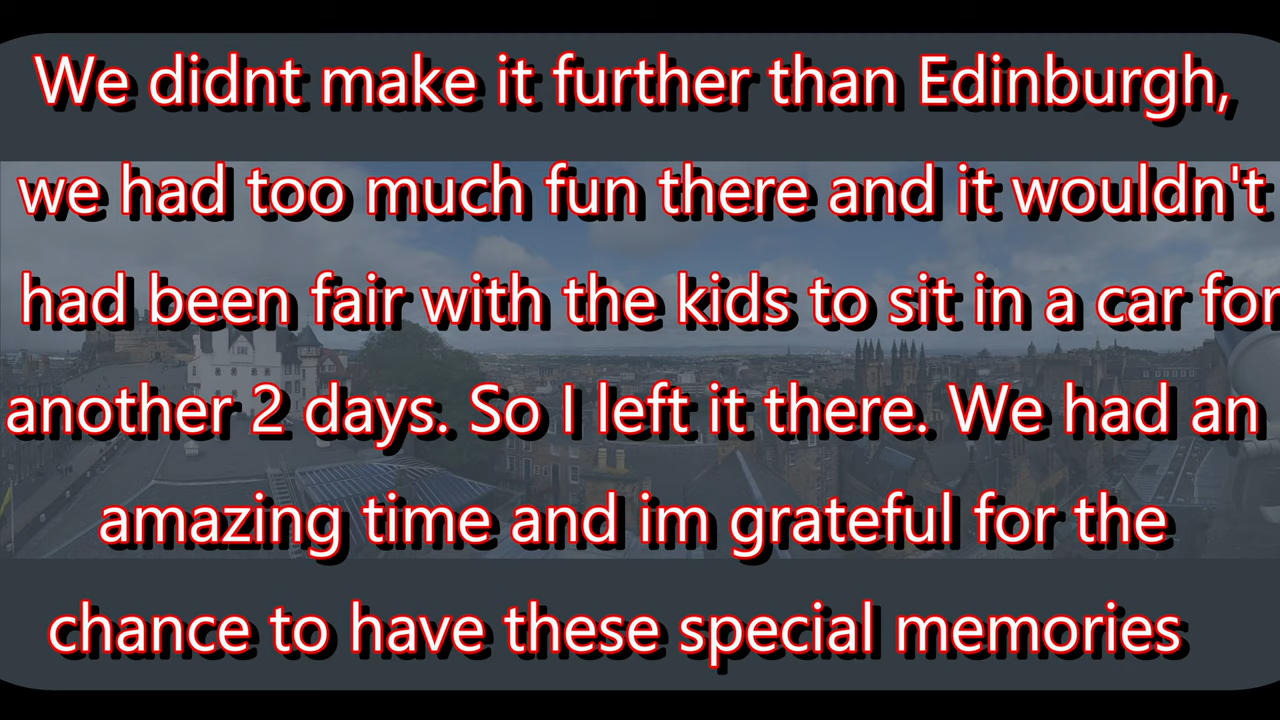 We didnt make it further than Edinburgh,
we had too much fun there and it wouldn't
had been fair with the kids to sit in a car for
another 2 days. So I left it there. We had an
amazing time and im grateful for the
chance to have these special memories